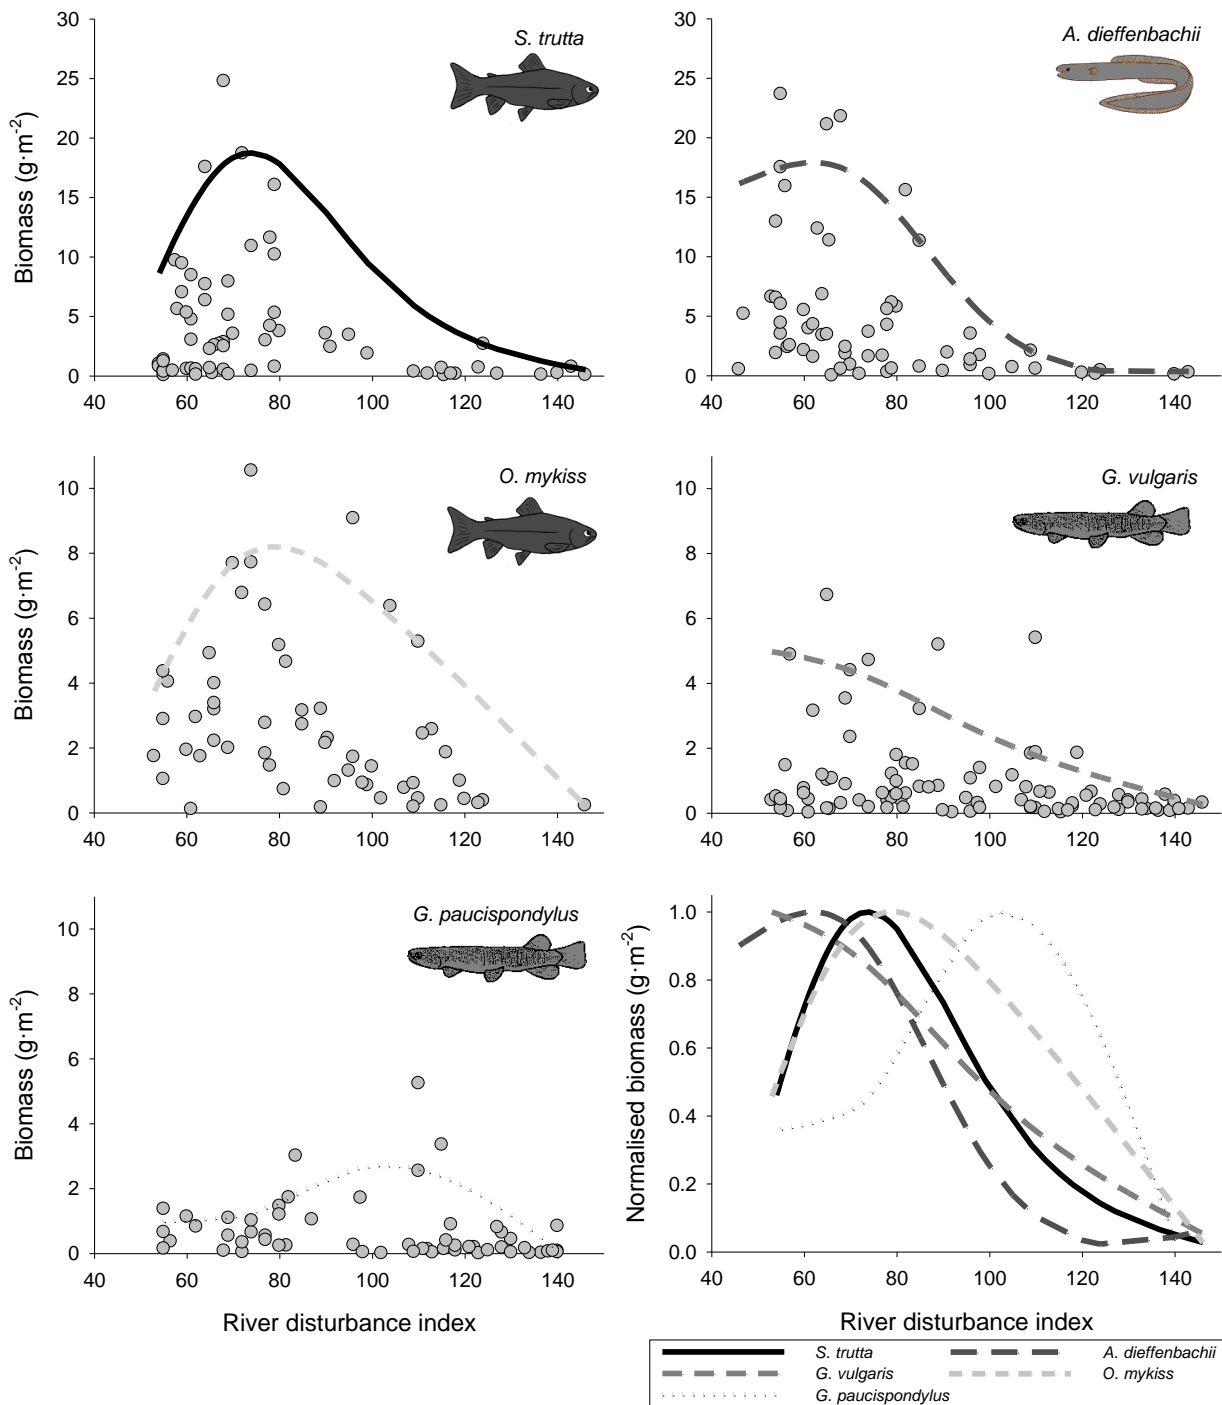 S. trutta
Biomass (g·m-2)
30
25
20
15
10
5
0
40 60 80 100 120 140
A. dieffenbachii
30
25
20
15
10
5
0
40 60 80 100 120 140
O. mykiss
Biomass (g·m-2)
10
8
6
4
2
0
40 60 80 100 120 140
G. vulgaris
10
8
6
4
2
0
40 60 80 100 120 140
G. paucispondylus
Biomass (g·m-2)
10
8
6
4
2
0
40 60 80 100 120 140
River disturbance index
Normalised biomass (g·m-2)
1.0
0.8
0.6
0.4
0.2
0.0
40 60 80 100 120 140
River disturbance index
S. trutta A. dieffenbachii
G. vulgaris O. mykiss
G. paucispondylus